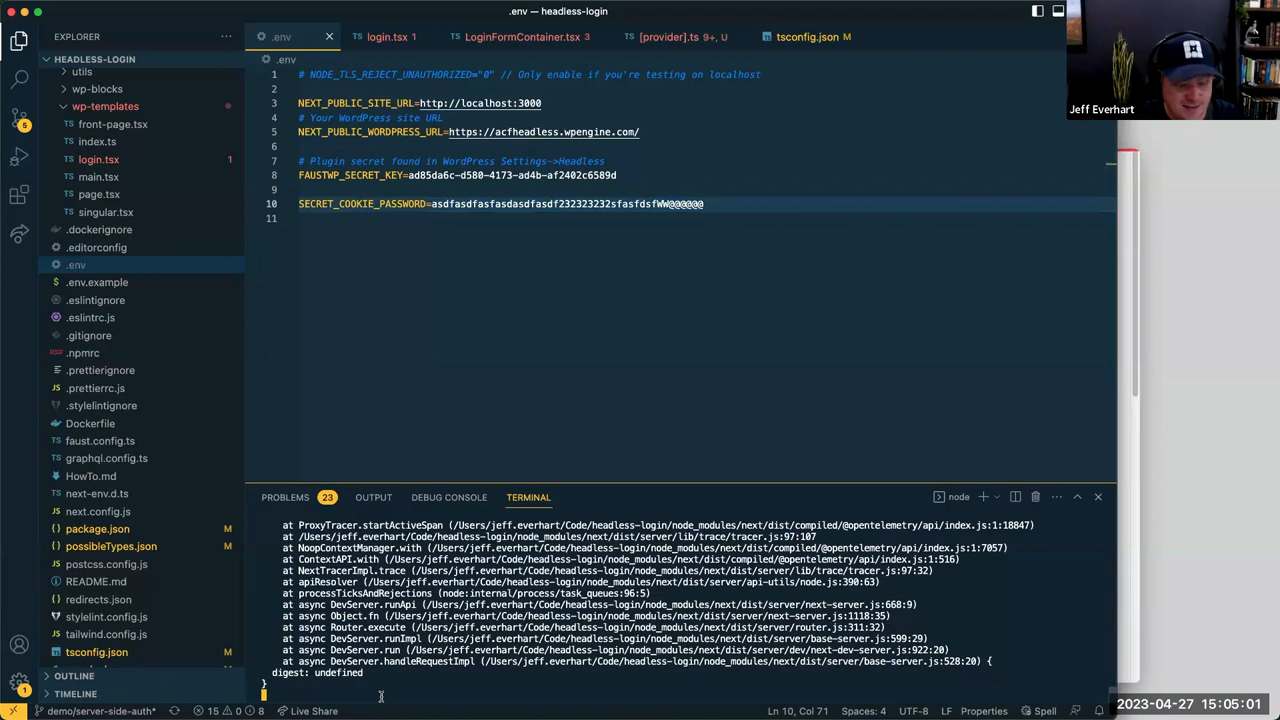 .env — headless-login
EXPLORER
HEADLESS-LOGIN
utils
wp-blocks
wp-templates
front-page.tsx
index.ts
login.tsx 1
main.tsx
page.tsx
singular.tsx
.dockerignore
.editorconfig
.env
.env.example
.eslintignore
.eslintrc.js
.gitignore
.npmrc
.prettierignore
.prettierrc.js
.stylelintignore
Dockerfile
faust.config.ts
graphql.config.ts
HowTo.md
next-env.d.ts
next.config.js
package.json M
possibleTypes.json M
postcss.config.js
README.md
redirects.json
stylelint.config.js
tailwind.config.js
tsconfig.json M
OUTLINE
TIMELINE
5
1
.env
login.tsx 1
LoginFormContainer.tsx 3
[provider].ts 9+, U
tsconfig.json M
.env
1 # NODE_TLS_REJECT_UNAUTHORIZED="0" // Only enable if you're testing on localhost
2
3 NEXT_PUBLIC_SITE_URL=http://localhost:3000
4 # Your WordPress site URL
5 NEXT_PUBLIC_WORDPRESS_URL=https://acfheadless.wpengine.com/
6
7 # Plugin secret found in WordPress Settings->Headless
8 FAUSTWP_SECRET_KEY=ad85da6c-d580-4173-ad4b-af2402c6589d
9
10 SECRET_COOKIE_PASSWORD=asdfasdfasfasdasdfasdf232323232sfasfdsfWW@@@@@@
11
Jeff Everhart
PROBLEMS 23 OUTPUT DEBUG CONSOLE TERMINAL node
at ProxyTracer.startActiveSpan (/Users/jeff.everhart/Code/headless-login/node_modules/next/dist/compiled/@opentelemetry/api/index.js:1:18847)
at /Users/jeff.everhart/Code/headless-login/node_modules/next/dist/server/lib/trace/tracer.js:97:107
at NoopContextManager.with (/Users/jeff.everhart/Code/headless-login/node_modules/next/dist/compiled/@opentelemetry/api/index.js:1:7057)
at ContextAPI.with (/Users/jeff.everhart/Code/headless-login/node_modules/next/dist/compiled/@opentelemetry/api/index.js:1:516)
at NextTracerImpl.trace (/Users/jeff.everhart/Code/headless-login/node_modules/next/dist/server/lib/trace/tracer.js:97:32)
at apiResolver (/Users/jeff.everhart/Code/headless-login/node_modules/next/dist/server/api-utils/node.js:390:63)
at processTicksAndRejections (node:internal/process/task_queues:96:5)
at async DevServer.runApi (/Users/jeff.everhart/Code/headless-login/node_modules/next/dist/server/next-server.js:668:9)
at async Object.fn (/Users/jeff.everhart/Code/headless-login/node_modules/next/dist/server/next-server.js:1118:35)
at async Router.execute (/Users/jeff.everhart/Code/headless-login/node_modules/next/dist/server/router.js:311:32)
at async DevServer.runImpl (/Users/jeff.everhart/Code/headless-login/node_modules/next/dist/server/base-server.js:599:29)
at async DevServer.run (/Users/jeff.everhart/Code/headless-login/node_modules/next/dist/server/dev/next-dev-server.js:922:20)
at async DevServer.handleRequestImpl (/Users/jeff.everhart/Code/headless-login/node_modules/next/dist/server/base-server.js:528:20) {
digest: undefined
}
demo/server-side-auth* 15 0 8 Live Share Ln 10, Col 71 Spaces: 4 UTF-8 LF Properties Spell
2023-04-27 15:05:01